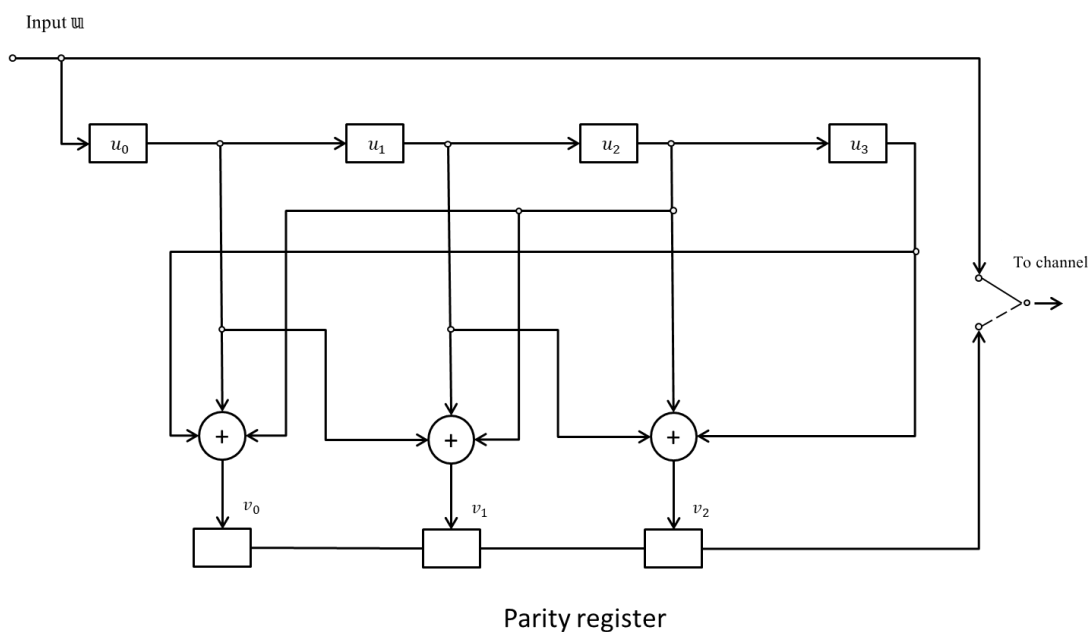 Input 𝕦
u₀ u₁ u₂ u₃
To channel
+ + +
v₀ v₁ v₂
Parity register